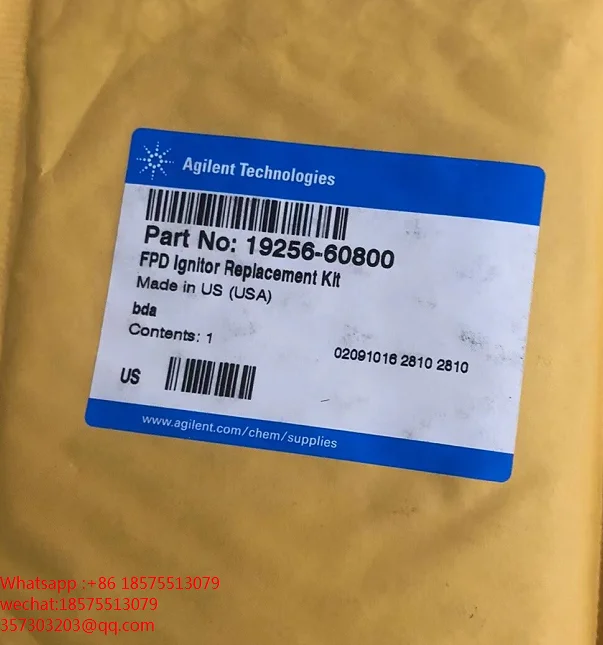 Agilent Technologies
Part No: 19256-60800
FPD Ignitor Replacement Kit
Made in US (USA)
bda
Contents: 1
02091016 2810 2810
US
www.agilent.com/chem/supplies
Whatsapp :+86 18575513079
wechat:18575513079
357303203@qq.com